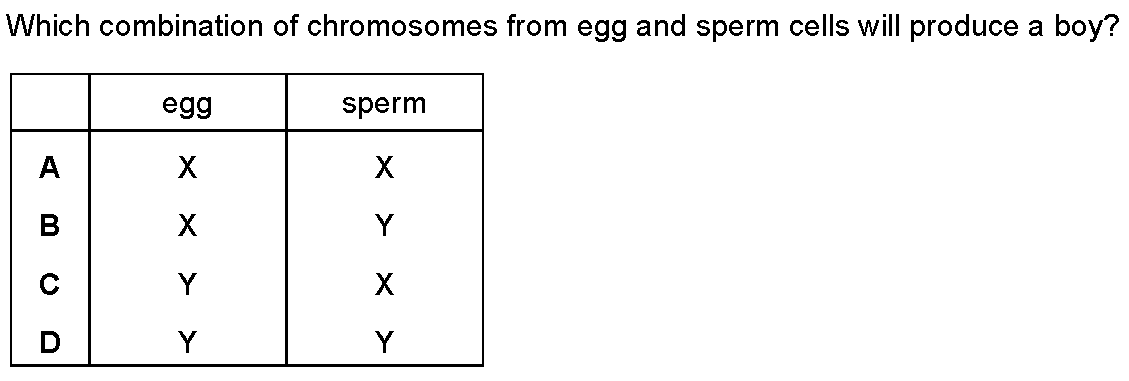 Which combination of chromosomes from egg and sperm cells will produce a boy?
egg sperm
A X X
B X Y
C Y X
D Y Y